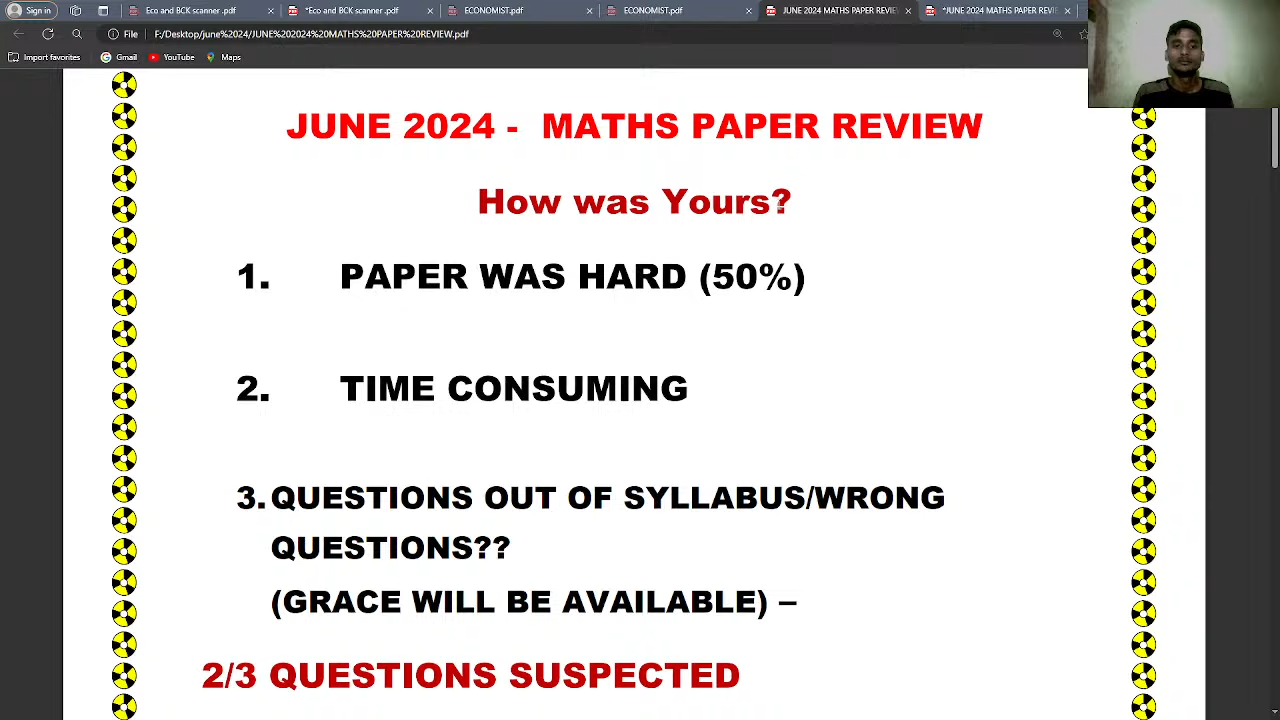 Sign in
Eco and BCK scanner .pdf
*Eco and BCK scanner .pdf
ECONOMIST.pdf
ECONOMIST.pdf
JUNE 2024 MATHS PAPER REVIE
*JUNE 2024 MATHS PAPER REVIE
File
F:/Desktop/june%2024/JUNE%202024%20MATHS%20PAPER%20REVIEW.pdf
Import favorites
Gmail
YouTube
Maps
JUNE 2024 - MATHS PAPER REVIEW
How was Yours?
1. PAPER WAS HARD (50%)
2. TIME CONSUMING
3. QUESTIONS OUT OF SYLLABUS/WRONG
QUESTIONS??
(GRACE WILL BE AVAILABLE) –
2/3 QUESTIONS SUSPECTED